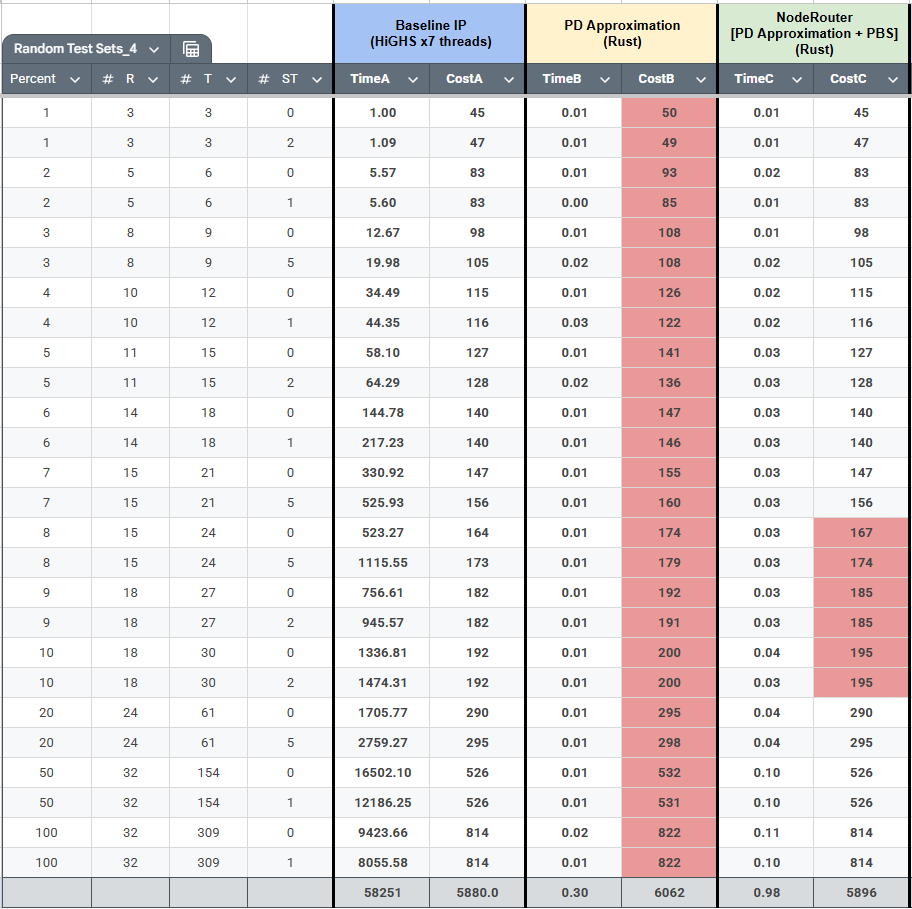 Baseline IP
(HiGHS x7 threads)
PD Approximation
(Rust)
NodeRouter
[PD Approximation + PBS]
(Rust)
Random Test Sets_4
Percent # R # T # ST TimeA CostA TimeB CostB TimeC CostC
1 3 3 0 1.00 45 0.01 50 0.01 45
1 3 3 2 1.09 47 0.01 49 0.01 47
2 5 6 0 5.57 83 0.01 93 0.02 83
2 5 6 1 5.60 83 0.00 85 0.01 83
3 8 9 0 12.67 98 0.01 108 0.01 98
3 8 9 5 19.98 105 0.02 108 0.02 105
4 10 12 0 34.49 115 0.01 126 0.02 115
4 10 12 1 44.35 116 0.03 122 0.02 116
5 11 15 0 58.10 127 0.01 141 0.03 127
5 11 15 2 64.29 128 0.02 136 0.03 128
6 14 18 0 144.78 140 0.01 147 0.03 140
6 14 18 1 217.23 140 0.01 146 0.03 140
7 15 21 0 330.92 147 0.01 155 0.03 147
7 15 21 5 525.93 156 0.01 160 0.03 156
8 15 24 0 523.27 164 0.01 174 0.03 167
8 15 24 5 1115.55 173 0.01 179 0.03 174
9 18 27 0 756.61 182 0.01 192 0.03 185
9 18 27 2 945.57 182 0.01 191 0.03 185
10 18 30 0 1336.81 192 0.01 200 0.04 195
10 18 30 2 1474.31 192 0.01 200 0.03 195
20 24 61 0 1705.77 290 0.01 295 0.04 290
20 24 61 5 2759.27 295 0.01 298 0.04 295
50 32 154 0 16502.10 526 0.01 532 0.10 526
50 32 154 1 12186.25 526 0.01 531 0.10 526
100 32 309 0 9423.66 814 0.02 822 0.11 814
100 32 309 1 8055.58 814 0.01 822 0.10 814
58251 5880.0 0.30 6062 0.98 5896